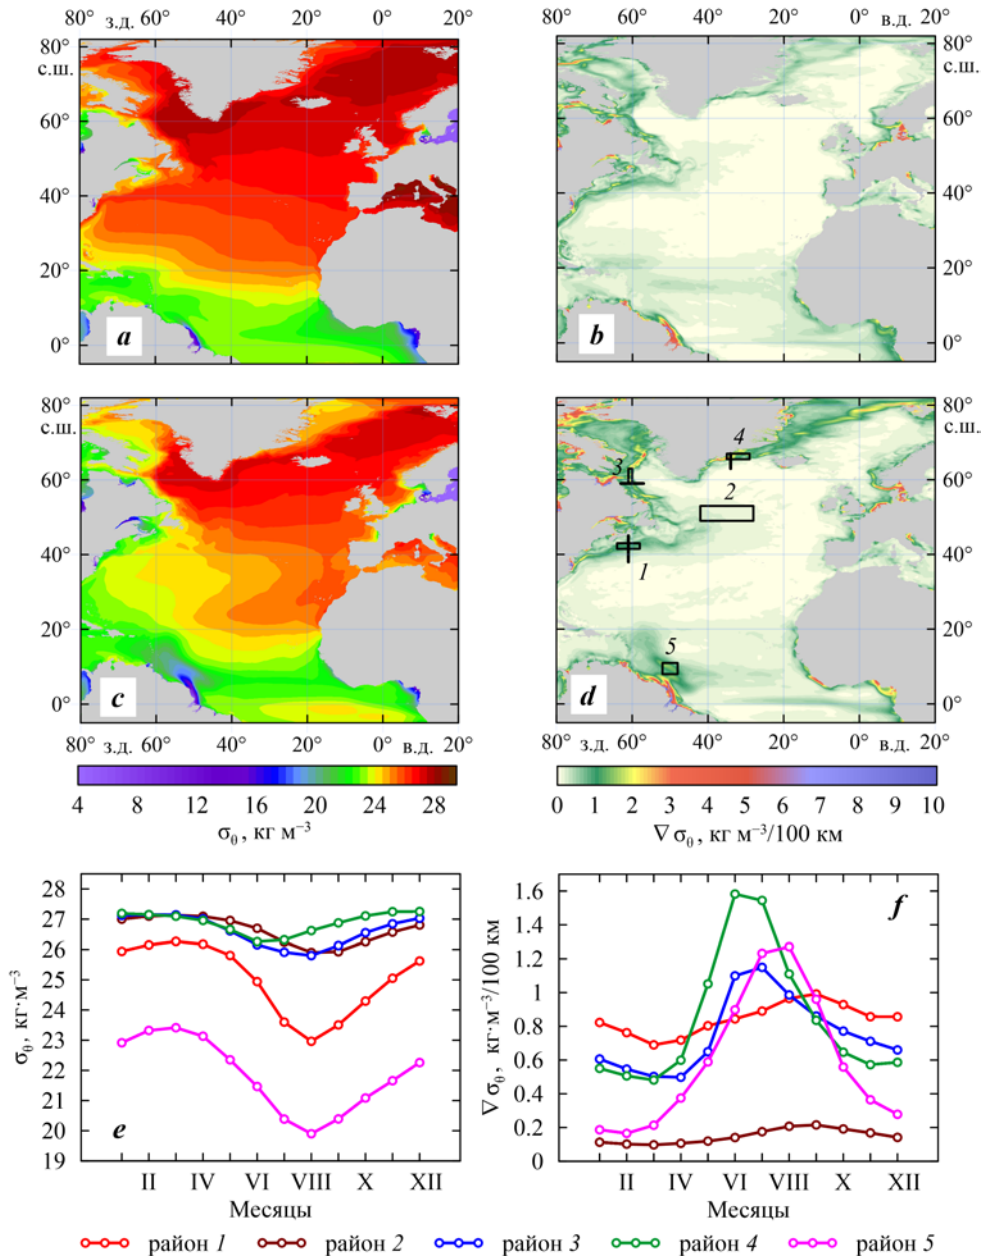 80° з.д. 60° 40° 20° 0° 20°
80° с.ш.
60°
40°
20°
0°
a
80° 60° 40° 20° 0° в.д. 20°
80° с.ш.
60°
40°
20°
0°
b
80° с.ш.
60°
40°
20°
0°
c
80° з.д. 60° 40° 20° 0° в.д. 20°
80° с.ш.
60°
40°
20°
0°
d
1
2
3
4
5
80° з.д. 60° 40° 20° 0° в.д. 20°
4 8 12 16 20 24 28
σθ, кг м⁻³
0 1 2 3 4 5 6 7 8 9 10
∇ σθ, кг м⁻³/100 км
28
27
26
25
24
23
22
21
20
19
σθ, кг·м⁻³
e
II IV VI VIII X XII
Месяцы
1.6
1.4
1.2
1
0.8
0.6
0.4
0.2
0
∇ σθ, кг·м⁻³/100 км
f
II IV VI VIII X XII
Месяцы
район 1 район 2 район 3 район 4 район 5